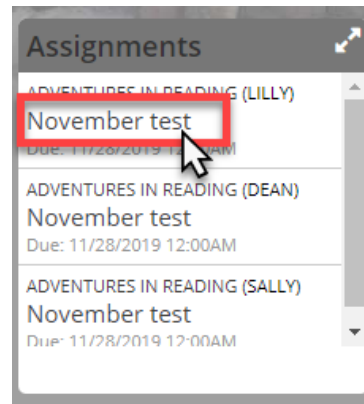 Assignments
ADVENTURES IN READING (LILLY)
November test
Due: 11/28/2019 12:00AM
ADVENTURES IN READING (DEAN)
November test
Due: 11/28/2019 12:00AM
ADVENTURES IN READING (SALLY)
November test
Due: 11/28/2019 12:00AM